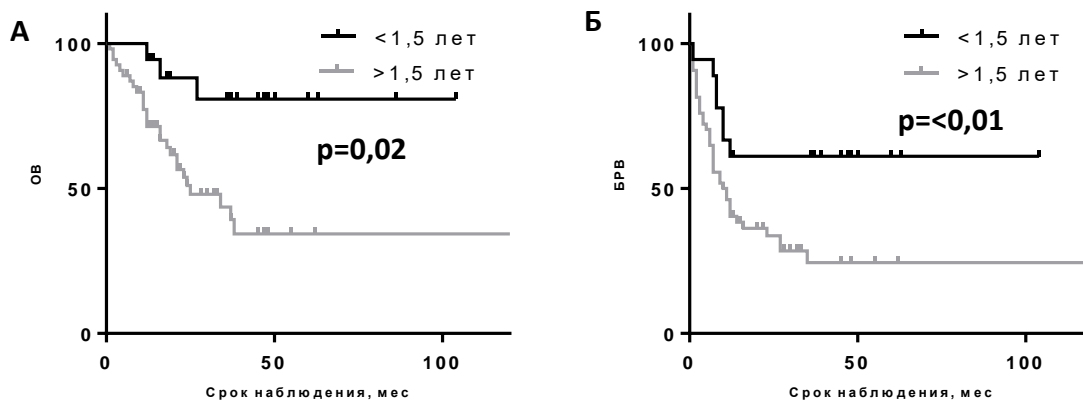 А
<1,5 лет
>1,5 лет
100
p=0,02
ОВ
50
0
0
50
100
Срок наблюдения, мес
Б
<1,5 лет
>1,5 лет
100
p=<0,01
БРВ
50
0
0
50
100
Срок наблюдения, мес